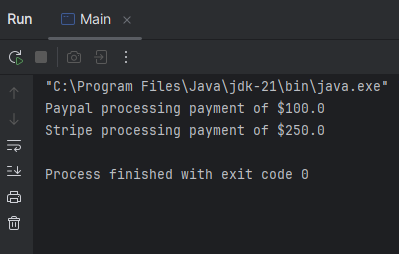 Run Main
"C:\Program Files\Java\jdk-21\bin\java.exe"
Paypal processing payment of $100.0
Stripe processing payment of $250.0
Process finished with exit code 0